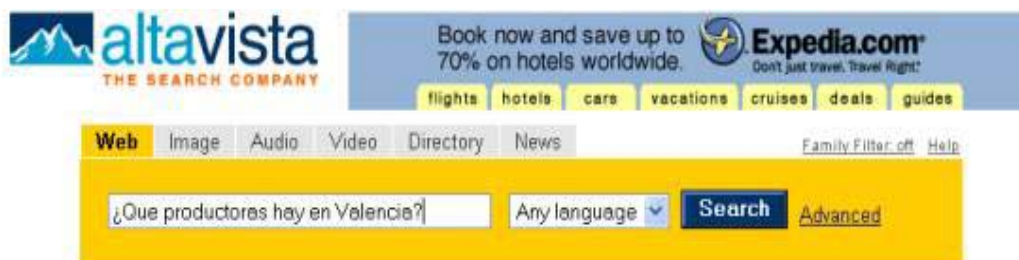 altavista
THE SEARCH COMPANY
Book now and save up to
70% on hotels worldwide.
Expedia.com
Don't just travel. Travel Right.
flights hotels cars vacations cruises deals guides
Web Image Audio Video Directory News
Family Filter: off Help
¿Que productoras hay en Valencia?
Any language
Search
Advanced